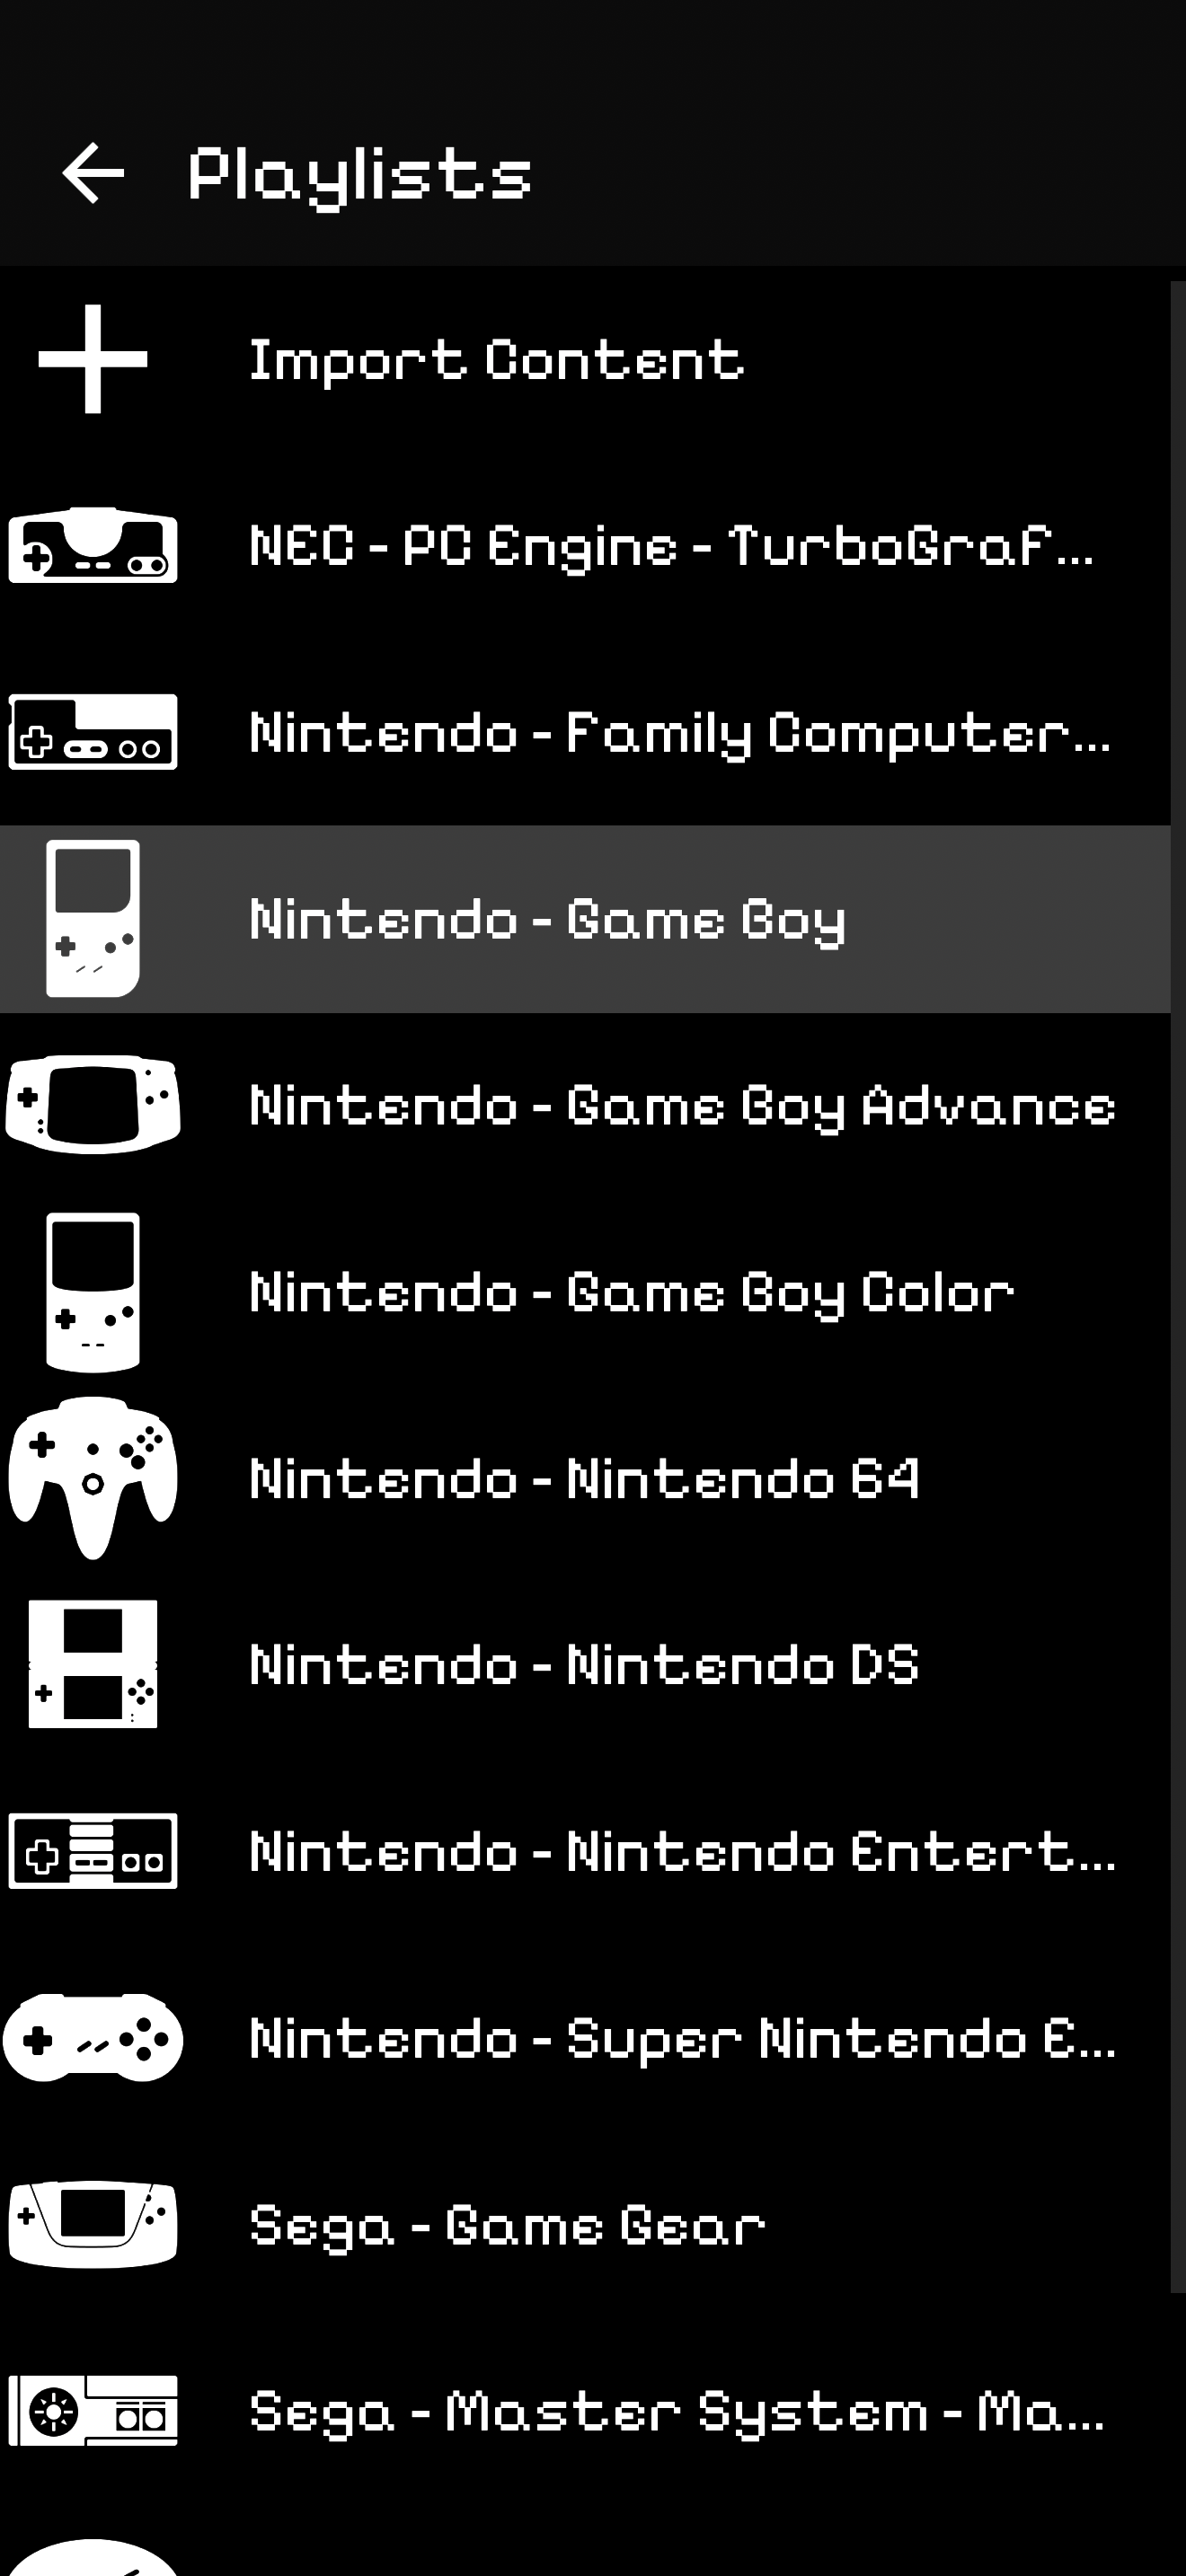 Playlists
Import Content
NEC - PC Engine - TurboGraf...
Nintendo - Family Computer...
Nintendo - Game Boy
Nintendo - Game Boy Advance
Nintendo - Game Boy Color
Nintendo - Nintendo 64
Nintendo - Nintendo DS
Nintendo - Nintendo Entert...
Nintendo - Super Nintendo E...
Sega - Game Gear
Sega - Master System - Ma...